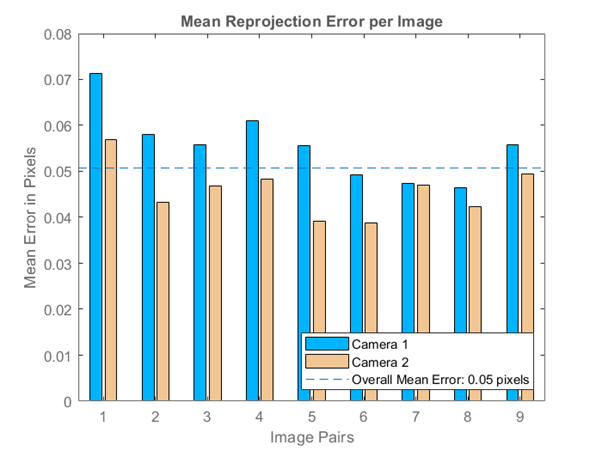 Mean Reprojection Error per Image
0.08
0.07
0.06
0.05
0.04
0.03
0.02
0.01
0
Mean Error in Pixels
Camera 1
Camera 2
Overall Mean Error: 0.05 pixels
1 2 3 4 5 6 7 8 9
Image Pairs